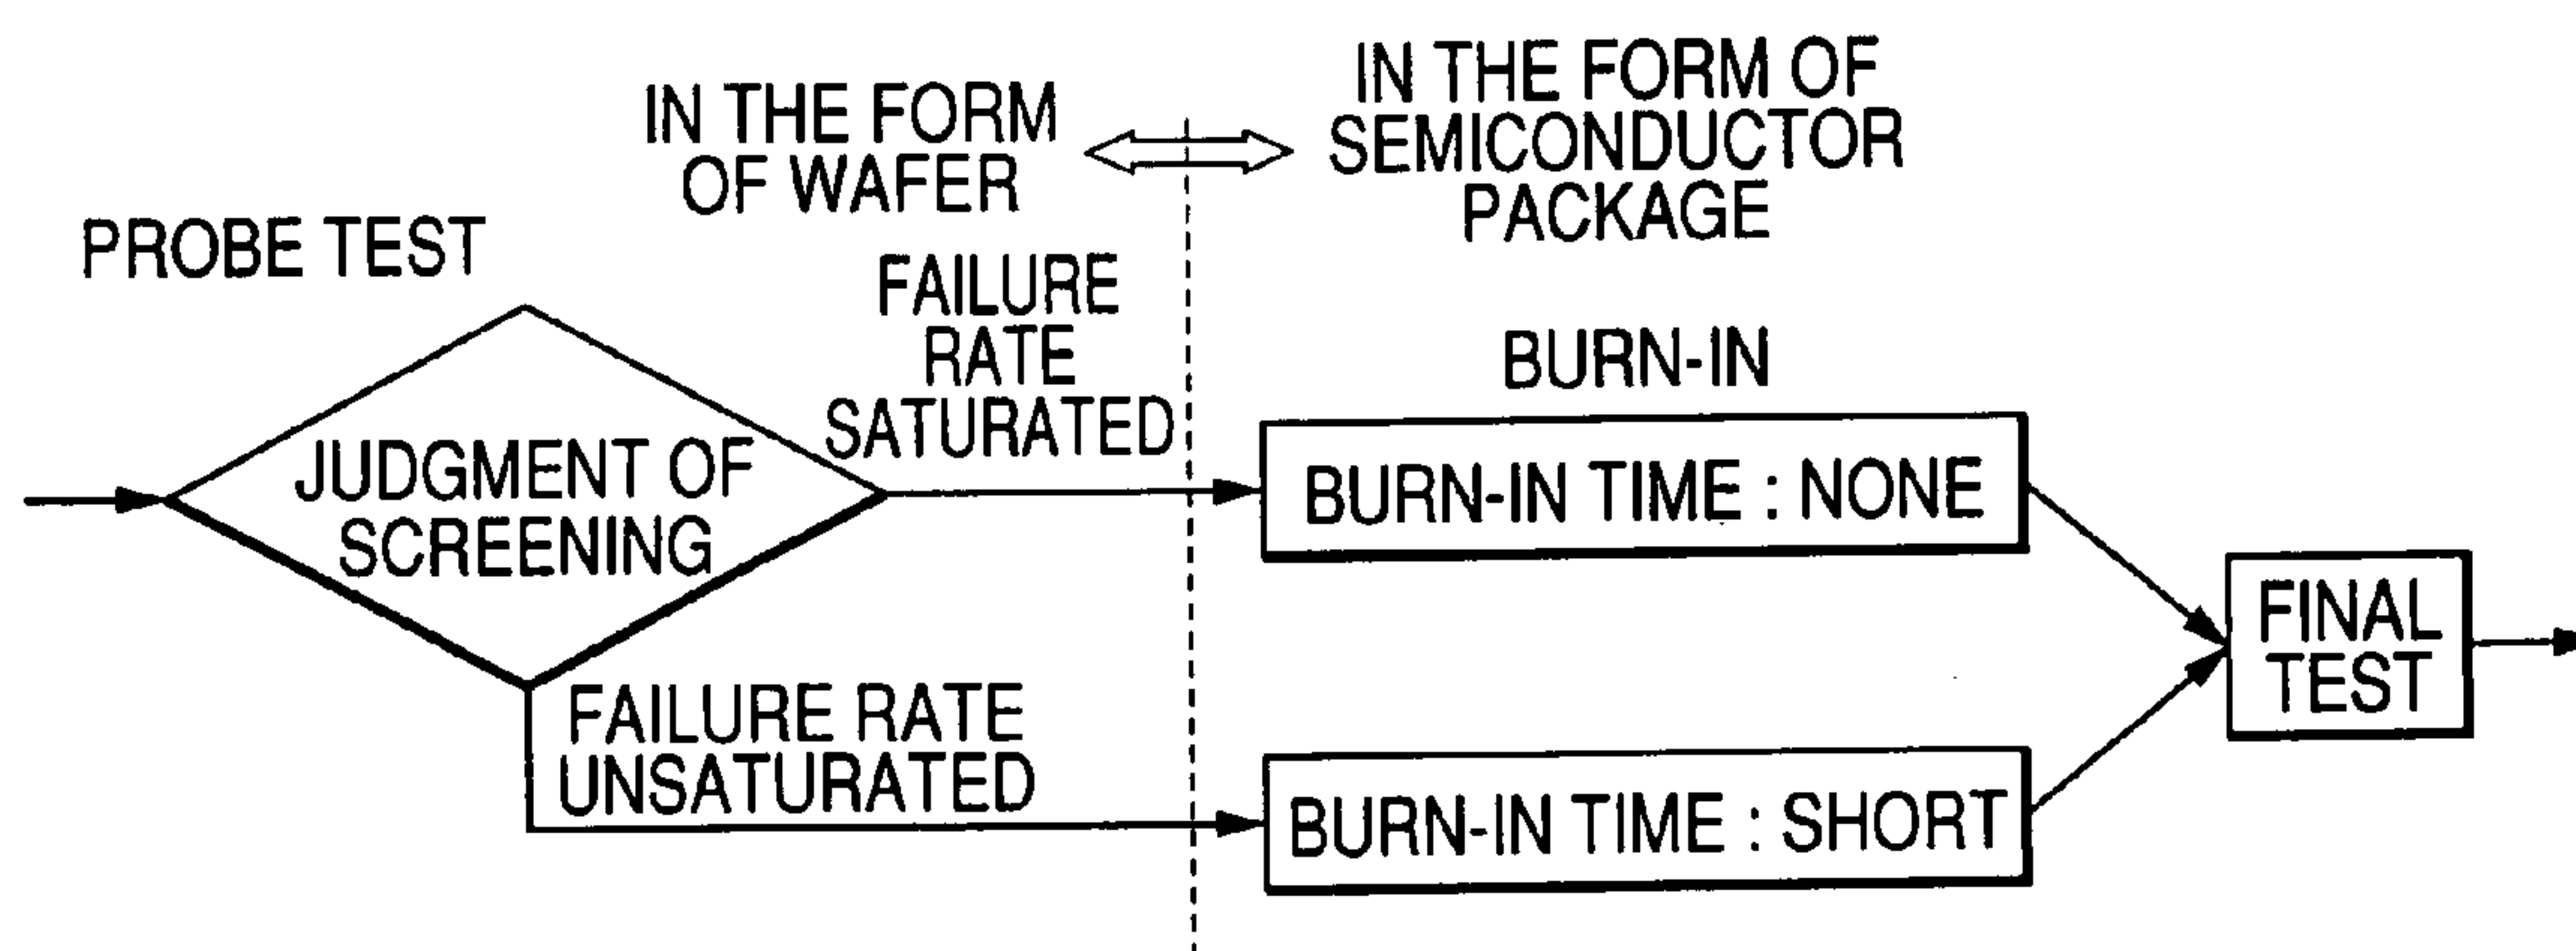 IN THE FORM
OF WAFER
IN THE FORM OF
SEMICONDUCTOR
PACKAGE
PROBE TEST
JUDGMENT OF
SCREENING
FAILURE
RATE
SATURATED
BURN-IN
BURN-IN TIME : NONE
FAILURE RATE
UNSATURATED
BURN-IN TIME : SHORT
FINAL
TEST